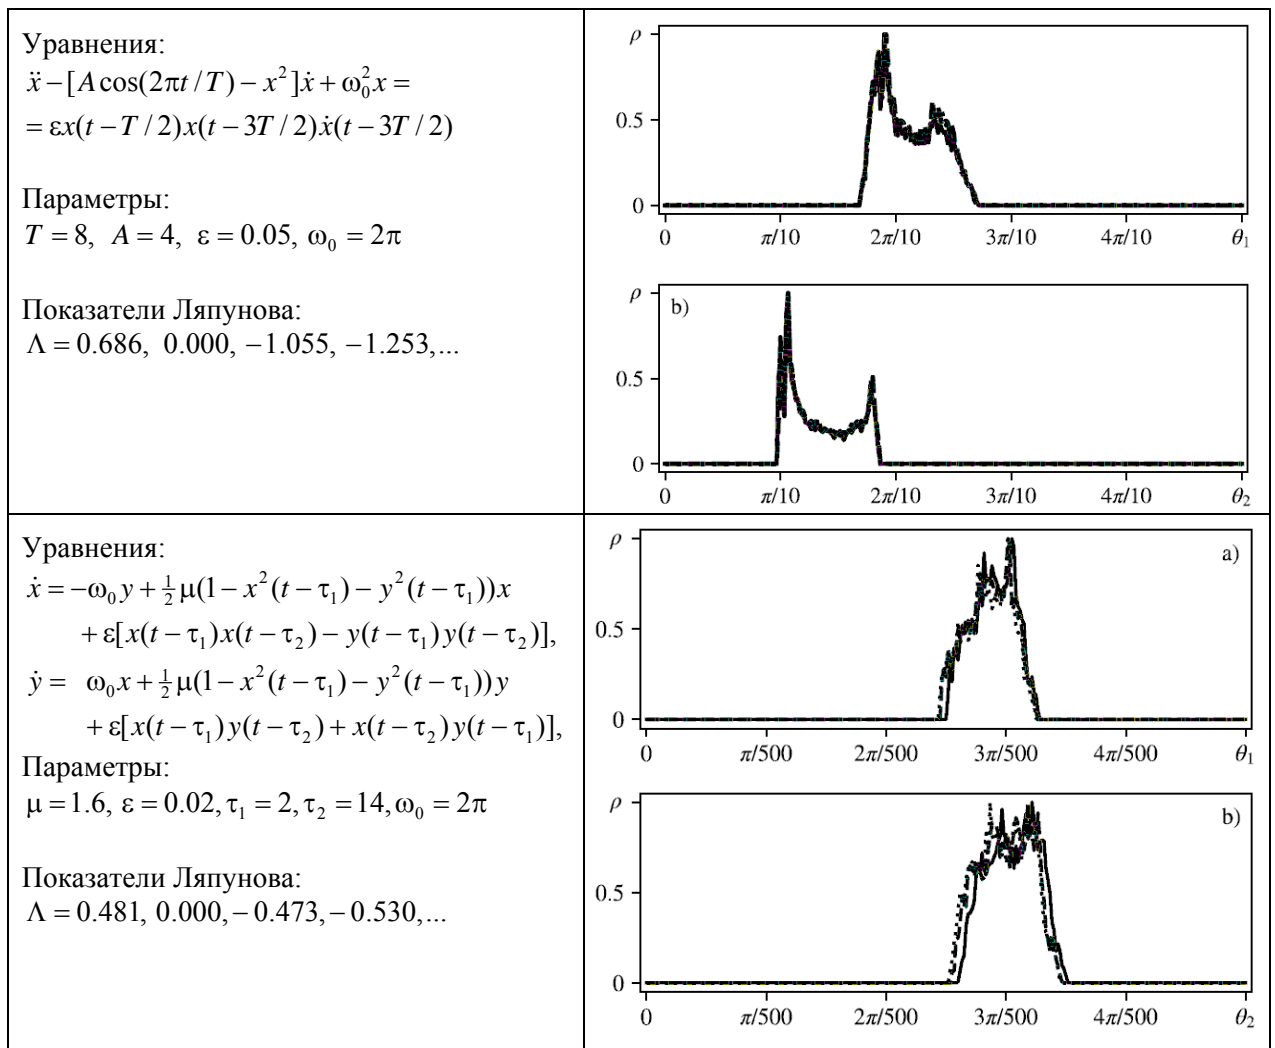 Уравнения:
ẍ − [A cos(2πt / T) − x²]ẋ + ω₀²x =
= εx(t − T / 2)x(t − 3T / 2)ẋ(t − 3T / 2)
Параметры:
T = 8, A = 4, ε = 0.05, ω₀ = 2π
Показатели Ляпунова:
Λ = 0.686, 0.000, −1.055, −1.253,...
ρ
0.5
0
0 π/10 2π/10 3π/10 4π/10 θ₁
ρ b)
0.5
0
0 π/10 2π/10 3π/10 4π/10 θ₂
Уравнения:
ẋ = −ω₀y + ½μ(1 − x²(t − τ₁) − y²(t − τ₁))x
+ ε[x(t − τ₁)x(t − τ₂) − y(t − τ₁)y(t − τ₂)],
ẏ = ω₀x + ½μ(1 − x²(t − τ₁) − y²(t − τ₁))y
+ ε[x(t − τ₁)y(t − τ₂) + x(t − τ₂)y(t − τ₁)],
Параметры:
μ = 1.6, ε = 0.02, τ₁ = 2, τ₂ = 14, ω₀ = 2π
Показатели Ляпунова:
Λ = 0.481, 0.000, − 0.473, − 0.530,...
ρ a)
0.5
0
0 π/500 2π/500 3π/500 4π/500 θ₁
ρ b)
0.5
0
0 π/500 2π/500 3π/500 4π/500 θ₂